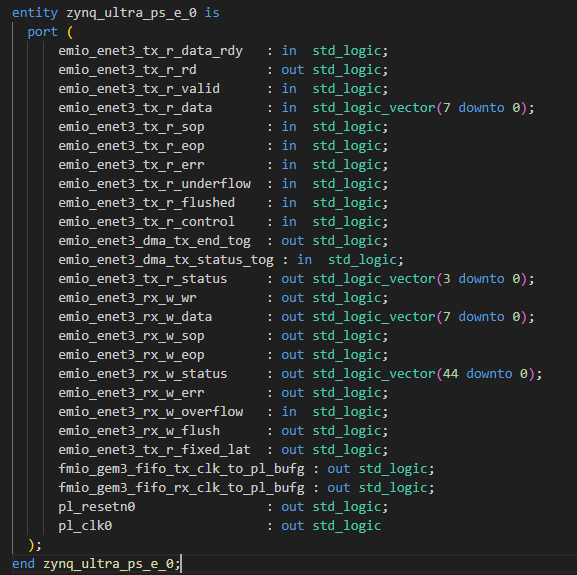 entity zynq_ultra_ps_e_0 is
  port (
      emio_enet3_tx_r_data_rdy   : in  std_logic;
      emio_enet3_tx_r_rd         : out std_logic;
      emio_enet3_tx_r_valid      : in  std_logic;
      emio_enet3_tx_r_data       : in  std_logic_vector(7 downto 0);
      emio_enet3_tx_r_sop        : in  std_logic;
      emio_enet3_tx_r_eop        : in  std_logic;
      emio_enet3_tx_r_err        : in  std_logic;
      emio_enet3_tx_r_underflow  : in  std_logic;
      emio_enet3_tx_r_flushed    : in  std_logic;
      emio_enet3_tx_r_control    : in  std_logic;
      emio_enet3_dma_tx_end_tog  : out std_logic;
      emio_enet3_dma_tx_status_tog : in  std_logic;
      emio_enet3_tx_r_status     : out std_logic_vector(3 downto 0);
      emio_enet3_rx_w_wr         : out std_logic;
      emio_enet3_rx_w_data       : out std_logic_vector(7 downto 0);
      emio_enet3_rx_w_sop        : out std_logic;
      emio_enet3_rx_w_eop        : out std_logic;
      emio_enet3_rx_w_status     : out std_logic_vector(44 downto 0);
      emio_enet3_rx_w_err        : out std_logic;
      emio_enet3_rx_w_overflow   : in  std_logic;
      emio_enet3_rx_w_flush      : out std_logic;
      emio_enet3_tx_r_fixed_lat  : out std_logic;
      fmio_gem3_fifo_tx_clk_to_pl_bufg : out std_logic;
      fmio_gem3_fifo_rx_clk_to_pl_bufg : out std_logic;
      pl_resetn0                 : out std_logic;
      pl_clk0                    : out std_logic
  );
end zynq_ultra_ps_e_0;